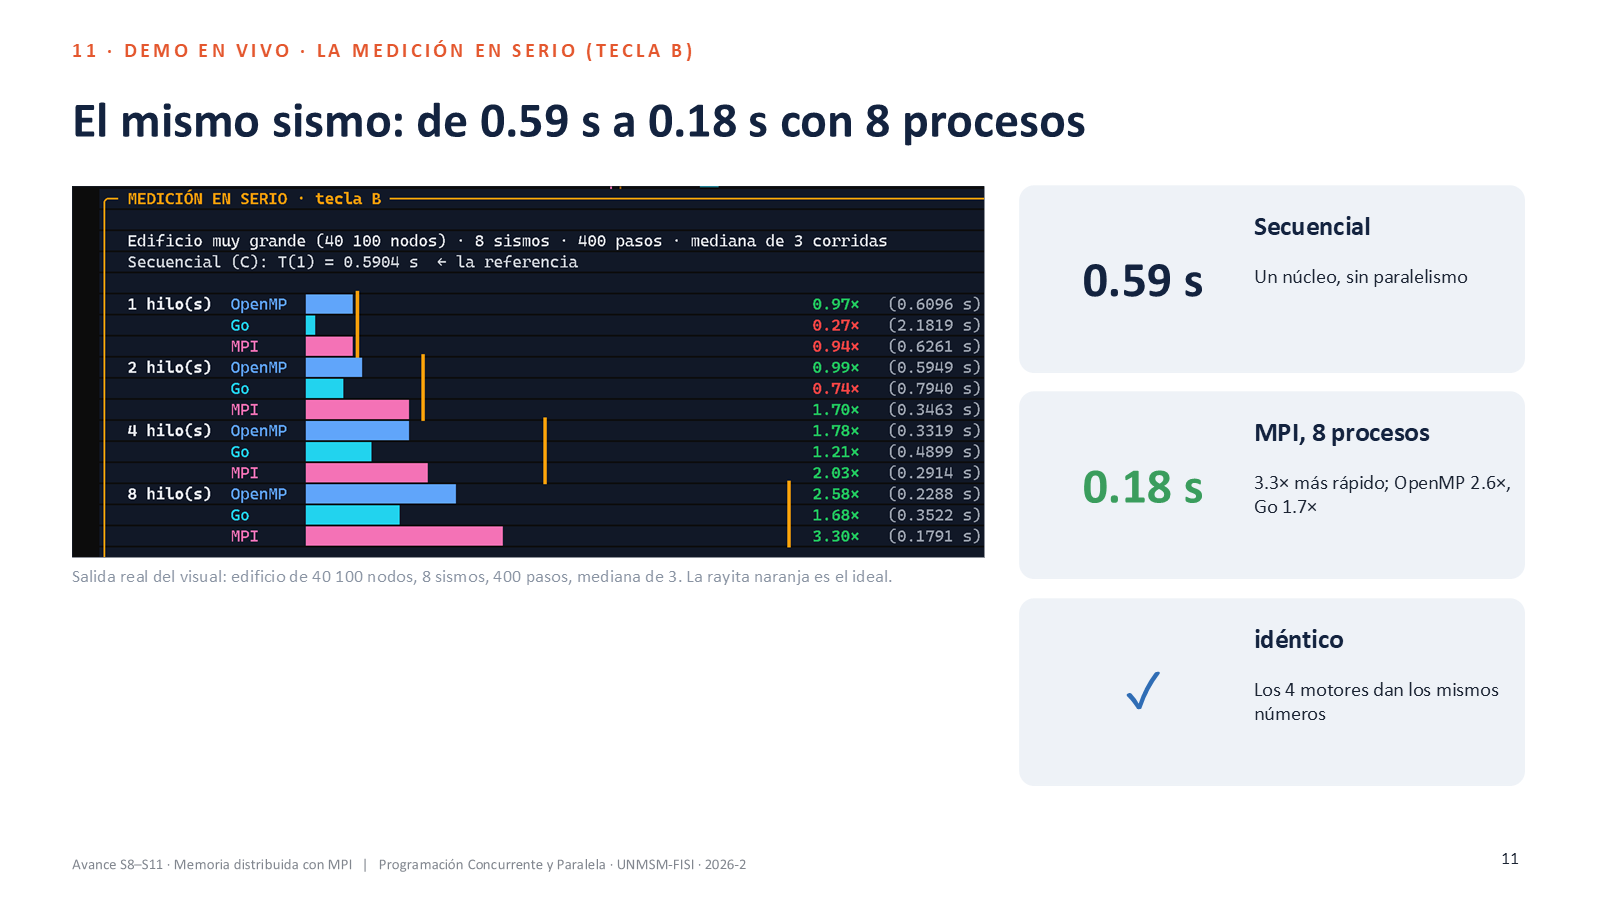 11 · DEMO EN VIVO · LA MEDICIÓN EN SERIO (TECLA B)
El mismo sismo: de 0.59 s a 0.18 s con 8 procesos
MEDICIÓN EN SERIO · tecla B
Edificio muy grande (40 100 nodos) · 8 sismos · 400 pasos · mediana de 3 corridas
Secuencial (C): T(1) = 0.5904 s ← la referencia
1 hilo(s) OpenMP 0.97× (0.6096 s)
Go 0.27× (2.1819 s)
MPI 0.94× (0.6261 s)
2 hilo(s) OpenMP 0.99× (0.5949 s)
Go 0.74× (0.7940 s)
MPI 1.70× (0.3463 s)
4 hilo(s) OpenMP 1.78× (0.3319 s)
Go 1.21× (0.4899 s)
MPI 2.03× (0.2914 s)
8 hilo(s) OpenMP 2.58× (0.2288 s)
Go 1.68× (0.3522 s)
MPI 3.30× (0.1791 s)
Salida real del visual: edificio de 40 100 nodos, 8 sismos, 400 pasos, mediana de 3. La rayita naranja es el ideal.
0.59 s
Secuencial
Un núcleo, sin paralelismo
0.18 s
MPI, 8 procesos
3.3× más rápido; OpenMP 2.6×,
Go 1.7×
✓
idéntico
Los 4 motores dan los mismos
números
Avance S8–S11 · Memoria distribuida con MPI | Programación Concurrente y Paralela · UNMSM-FISI · 2026-2
11